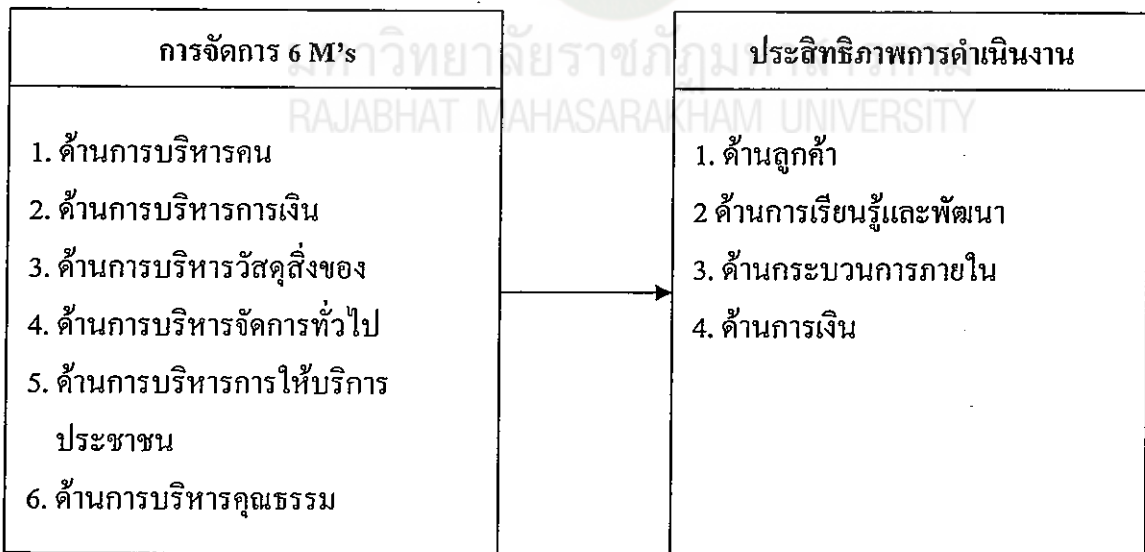 การจัดการ 6 M's
1. ด้านการบริหารคน
2. ด้านการบริหารการเงิน
3. ด้านการบริหารวัสดุสิ่งของ
4. ด้านการบริหารจัดการทั่วไป
5. ด้านการบริหารการให้บริการ
ประชาชน
6. ด้านการบริหารคุณธรรม
ประสิทธิภาพการดำเนินงาน
1. ด้านลูกค้า
2 ด้านการเรียนรู้และพัฒนา
3. ด้านกระบวนการภายใน
4. ด้านการเงิน
มหาวิทยาลัยราชภัฏมหาสารคาม
RAJABHAT MAHASARAKHAM UNIVERSITY